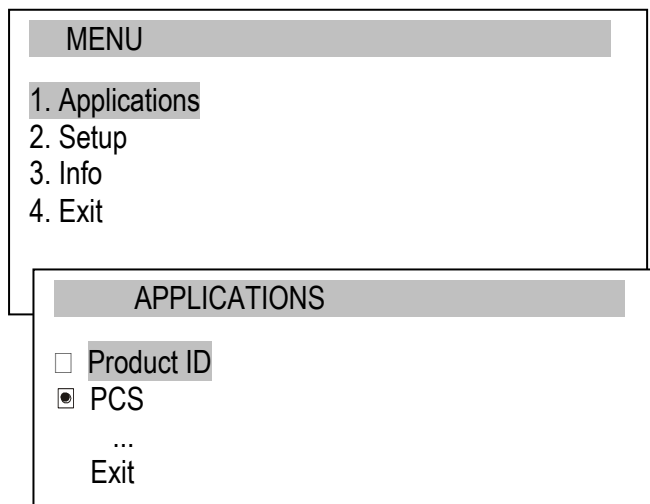 MENU
1. Applications
2. Setup
3. Info
4. Exit
APPLICATIONS
Product ID
PCS
...
Exit